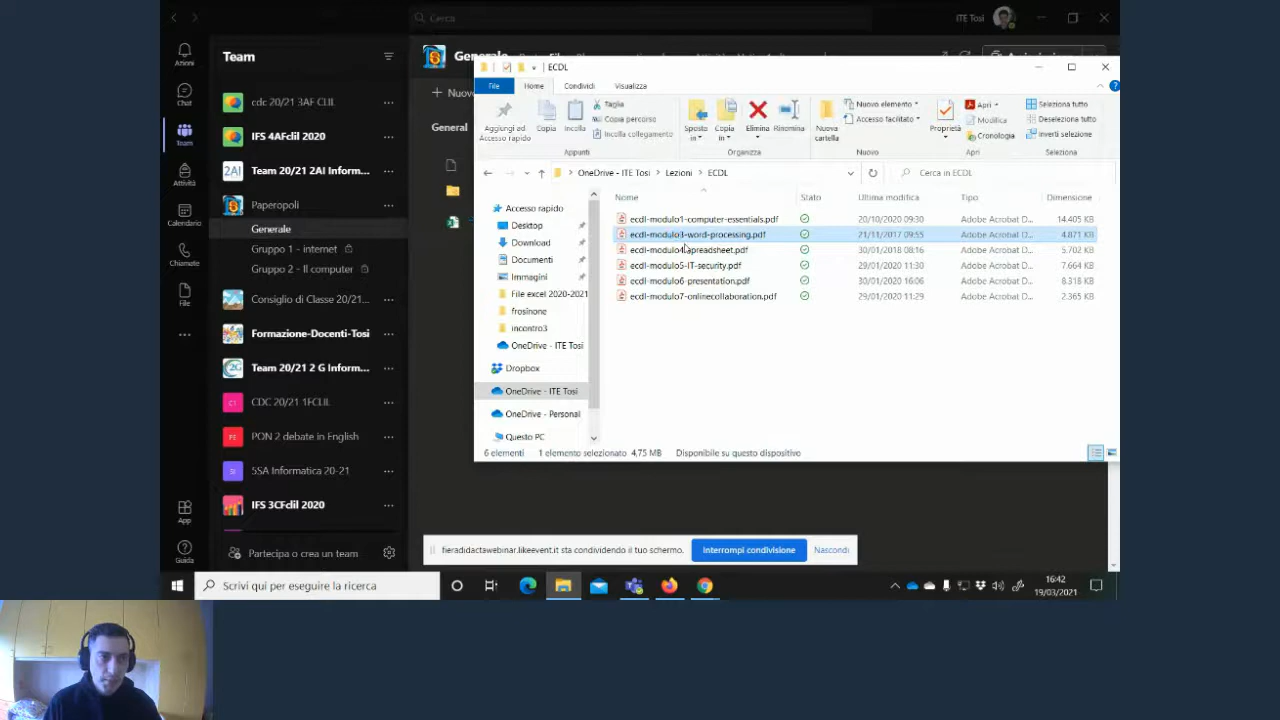 Cerca
ITE Tosi
Azioni
Chat
Team
Attività
Calendario
Chiamate
File
App
Guida
Team
cdc 20/21 3AF CLIL
IFS 4AFclil 2020
2AI
Team 20/21 2AI Inform...
Paperopoli
Generale
Gruppo 1 - internet
Gruppo 2 - Il computer
Consiglio di Classe 20/21...
Formazione-Docenti-Tosi
Team 20/21 2 G Inform...
C1
CDC 20/21 1FCLIL
PE
PON 2 debate in English
5I
5SA Informatica 20-21
IFS 3CFclil 2020
Partecipa o crea un team
Generale
Nuovo
General
ECDL
File
Home
Condividi
Visualizza
Aggiungi ad
Accesso rapido
Copia
Incolla
Taglia
Copia percorso
Incolla collegamento
Appunti
Sposta
in
Copia
in
Elimina
Rinomina
Organizza
Nuova
cartella
Nuovo elemento
Accesso facilitato
Nuovo
Proprietà
Apri
Modifica
Cronologia
Apri
Seleziona tutto
Deseleziona tutto
Inverti selezione
Selezione
OneDrive - ITE Tosi > Lezioni > ECDL
Cerca in ECDL
Nome Stato Ultima modifica Tipo Dimensione
Accesso rapido
Desktop
Download
Documenti
Immagini
File excel 2020-2021
frosinone
incontro3
OneDrive - ITE Tosi
Dropbox
OneDrive - ITE Tosi
OneDrive - Personal
Questo PC
ecdl-modulo1-computer-essentials.pdf 20/10/2020 09:30 Adobe Acrobat D... 14.405 KB
ecdl-modulo3-word-processing.pdf 21/11/2017 09:55 Adobe Acrobat D... 4.871 KB
ecdl-modulo4-spreadsheet.pdf 30/01/2018 08:16 Adobe Acrobat D... 5.702 KB
ecdl-modulo5-IT-security.pdf 29/01/2020 11:30 Adobe Acrobat D... 7.664 KB
ecdl-modulo6-presentation.pdf 30/01/2020 16:06 Adobe Acrobat D... 8.318 KB
ecdl-modulo7-onlinecollaboration.pdf 29/01/2020 11:29 Adobe Acrobat D... 2.365 KB
6 elementi 1 elemento selezionato 4,75 MB Disponibile su questo dispositivo
fieradidactawebinar.likeevent.it sta condividendo il tuo schermo.
Interrompi condivisione
Nascondi
Scrivi qui per eseguire la ricerca
16:42
19/03/2021